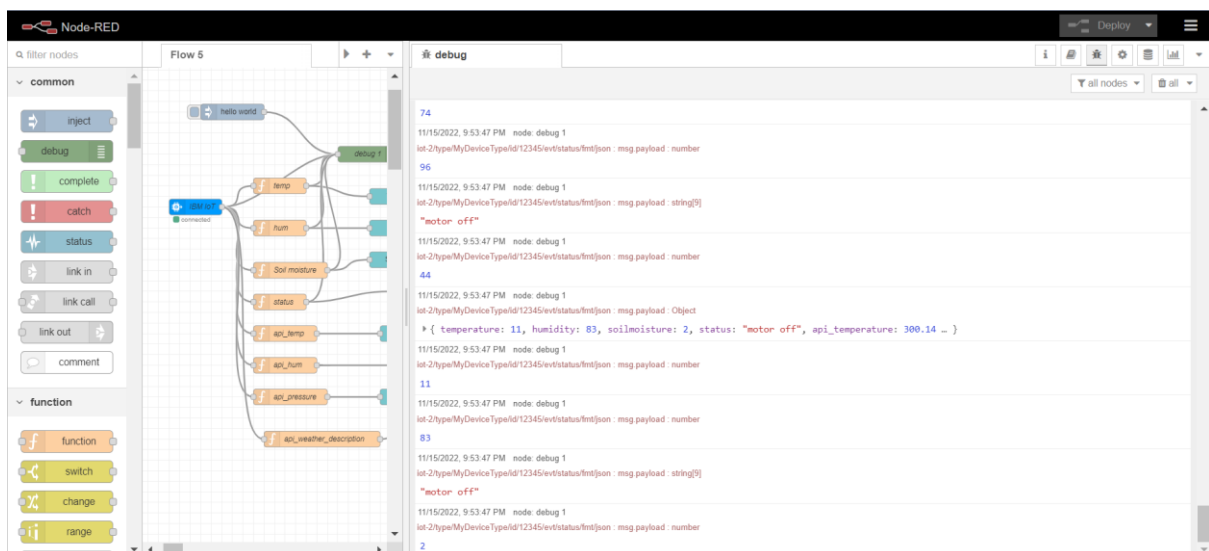 Node-RED
Deploy
filter nodes
Flow 5
debug
i
all nodes
all
common
inject
debug
complete
catch
status
link in
link call
link out
comment
function
function
switch
change
range
hello world
debug 1
IBM IoT
connected
temp
hum
Soil moisture
status
api_temp
api_hum
api_pressure
api_weather_description
74
11/15/2022, 9:53:47 PM node: debug 1
iot-2/type/MyDeviceType/id/12345/evt/status/fmt/json : msg.payload : number
96
11/15/2022, 9:53:47 PM node: debug 1
iot-2/type/MyDeviceType/id/12345/evt/status/fmt/json : msg.payload : string[9]
"motor off"
11/15/2022, 9:53:47 PM node: debug 1
iot-2/type/MyDeviceType/id/12345/evt/status/fmt/json : msg.payload : number
44
11/15/2022, 9:53:47 PM node: debug 1
iot-2/type/MyDeviceType/id/12345/evt/status/fmt/json : msg.payload : Object
{ temperature: 11, humidity: 83, soilmoisture: 2, status: "motor off", api_temperature: 300.14 … }
11/15/2022, 9:53:47 PM node: debug 1
iot-2/type/MyDeviceType/id/12345/evt/status/fmt/json : msg.payload : number
11
11/15/2022, 9:53:47 PM node: debug 1
iot-2/type/MyDeviceType/id/12345/evt/status/fmt/json : msg.payload : number
83
11/15/2022, 9:53:47 PM node: debug 1
iot-2/type/MyDeviceType/id/12345/evt/status/fmt/json : msg.payload : string[9]
"motor off"
11/15/2022, 9:53:47 PM node: debug 1
iot-2/type/MyDeviceType/id/12345/evt/status/fmt/json : msg.payload : number
2